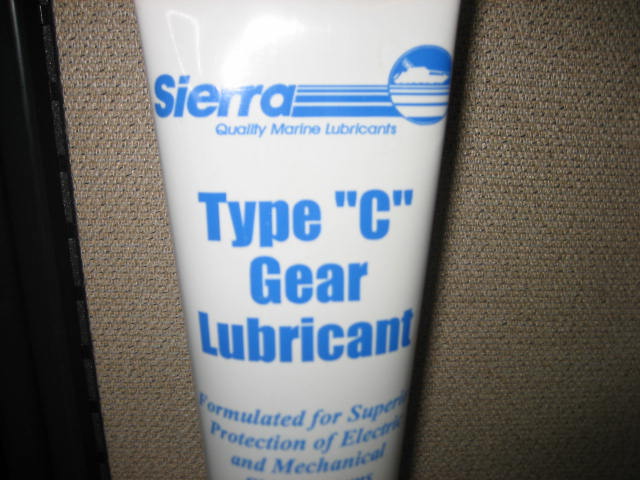 Sierra
Quality Marine Lubricants
Type "C"
Gear
Lubricant
Formulated for
Protection of
and Mechanical